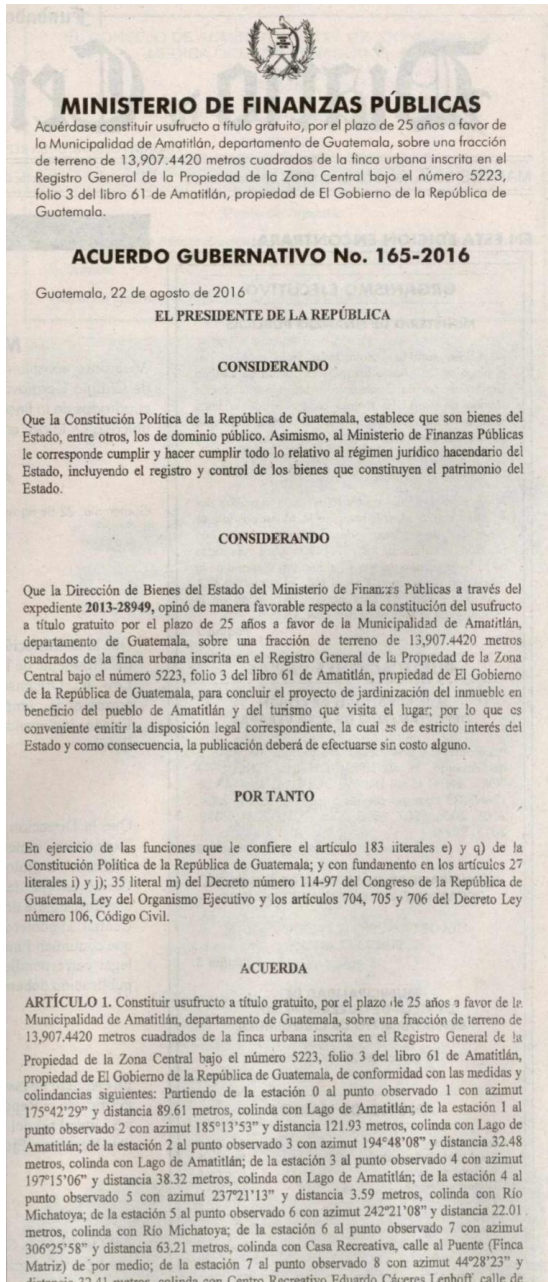 MINISTERIO DE FINANZAS PÚBLICAS
Acuérdase constituir usufructo a título gratuito, por el plazo de 25 años a favor de
la Municipalidad de Amatitlán, departamento de Guatemala, sobre una fracción
de terreno de 13,907.4420 metros cuadrados de la finca urbana inscrita en el
Registro General de la Propiedad de la Zona Central bajo el número 5223,
folio 3 del libro 61 de Amatitlán, propiedad de El Gobierno de la República de
Guatemala.
ACUERDO GUBERNATIVO No. 165-2016
Guatemala, 22 de agosto de 2016
EL PRESIDENTE DE LA REPÚBLICA
CONSIDERANDO
Que la Constitución Política de la República de Guatemala, establece que son bienes del
Estado, entre otros, los de dominio público. Asimismo, al Ministerio de Finanzas Públicas
le corresponde cumplir y hacer cumplir todo lo relativo al régimen jurídico hacendario del
Estado, incluyendo el registro y control de los bienes que constituyen el patrimonio del
Estado.
CONSIDERANDO
Que la Dirección de Bienes del Estado del Ministerio de Finanzas Públicas a través del
expediente 2013-28949, opinó de manera favorable respecto a la constitución del usufructo
a título gratuito por el plazo de 25 años a favor de la Municipalidad de Amatitlán,
departamento de Guatemala, sobre una fracción de terreno de 13,907.4420 metros
cuadrados de la finca urbana inscrita en el Registro General de la Propiedad de la Zona
Central bajo el número 5223, folio 3 del libro 61 de Amatitlán, propiedad de El Gobierno
de la República de Guatemala, para concluir el proyecto de jardinización del inmueble en
beneficio del pueblo de Amatitlán y del turismo que visita el lugar; por lo que es
conveniente emitir la disposición legal correspondiente, la cual es de estricto interés del
Estado y como consecuencia, la publicación deberá de efectuarse sin costo alguno.
POR TANTO
En ejercicio de las funciones que le confiere el artículo 183 literales e) y q) de la
Constitución Política de la República de Guatemala; y con fundamento en los artículos 27
literales i) y j); 35 literal m) del Decreto número 114-97 del Congreso de la República de
Guatemala, Ley del Organismo Ejecutivo y los artículos 704, 705 y 706 del Decreto Ley
número 106, Código Civil.
ACUERDA
ARTÍCULO 1. Constituir usufructo a título gratuito, por el plazo de 25 años a favor de la
Municipalidad de Amatitlán, departamento de Guatemala, sobre una fracción de terreno de
13,907.4420 metros cuadrados de la finca urbana inscrita en el Registro General de la
Propiedad de la Zona Central bajo el número 5223, folio 3 del libro 61 de Amatitlán,
propiedad de El Gobierno de la República de Guatemala, de conformidad con las medidas y
colindancias siguientes: Partiendo de la estación 0 al punto observado 1 con azimut
175°42'29” y distancia 89.61 metros, colinda con Lago de Amatitlán; de la estación 1 al
punto observado 2 con azimut 185°13'53” y distancia 121.93 metros, colinda con Lago de
Amatitlán; de la estación 2 al punto observado 3 con azimut 194°48'08” y distancia 32.48
metros, colinda con Lago de Amatitlán; de la estación 3 al punto observado 4 con azimut
197°15'06” y distancia 38.32 metros, colinda con Lago de Amatitlán; de la estación 4 al
punto observado 5 con azimut 237°21'13” y distancia 3.59 metros, colinda con Río
Michatoya; de la estación 5 al punto observado 6 con azimut 242°21'08” y distancia 22.01
metros, colinda con Río Michatoya; de la estación 6 al punto observado 7 con azimut
306°25'58” y distancia 63.21 metros, colinda con Casa Recreativa, calle al Puente (Finca
Matriz) de por medio; de la estación 7 al punto observado 8 con azimut 44°28'23” y
distancia 32.41 metros, colinda con Centro Recreativo Eduardo Cáceres Lenhoff, calle de